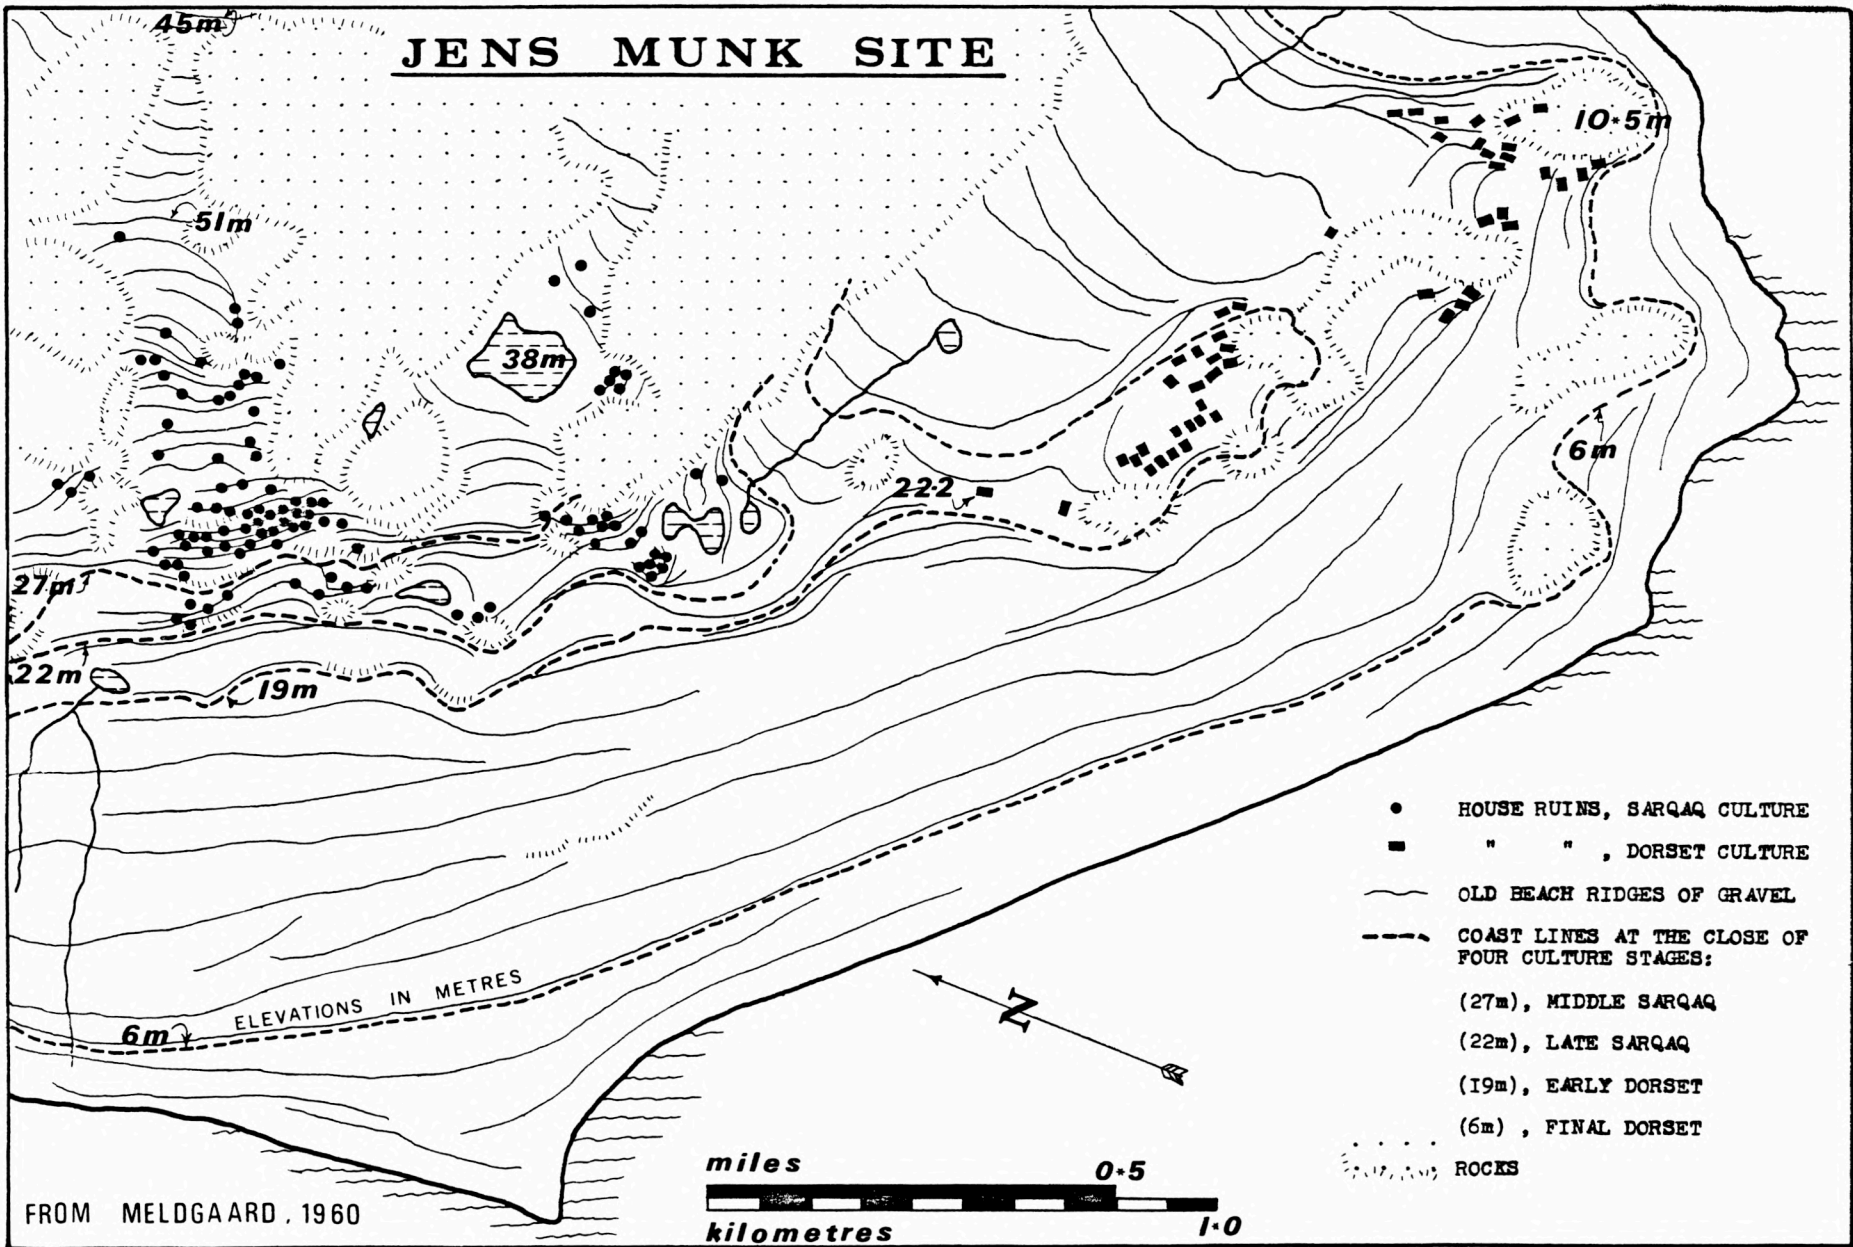 45m
JENS MUNK SITE
10·5m
51m
38m
6m
22·2
27m
22m
19m
HOUSE RUINS, SARQAQ CULTURE
" " , DORSET CULTURE
OLD BEACH RIDGES OF GRAVEL
COAST LINES AT THE CLOSE OF
FOUR CULTURE STAGES:
(27m), MIDDLE SARQAQ
(22m), LATE SARQAQ
(19m), EARLY DORSET
(6m) , FINAL DORSET
ROCKS
ELEVATIONS IN METRES
6m
N
miles 0·5
kilometres 1·0
FROM MELDGAARD, 1960